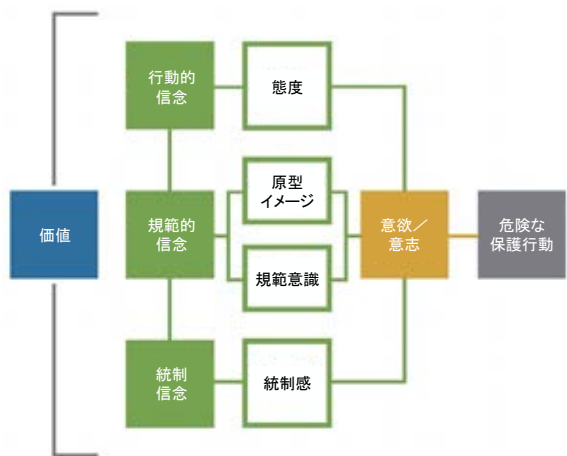 行動的
信念
態度
原型
イメージ
価値
規範的
信念
意欲／
意志
危険な
保護行動
規範意識
統制
信念
統制感